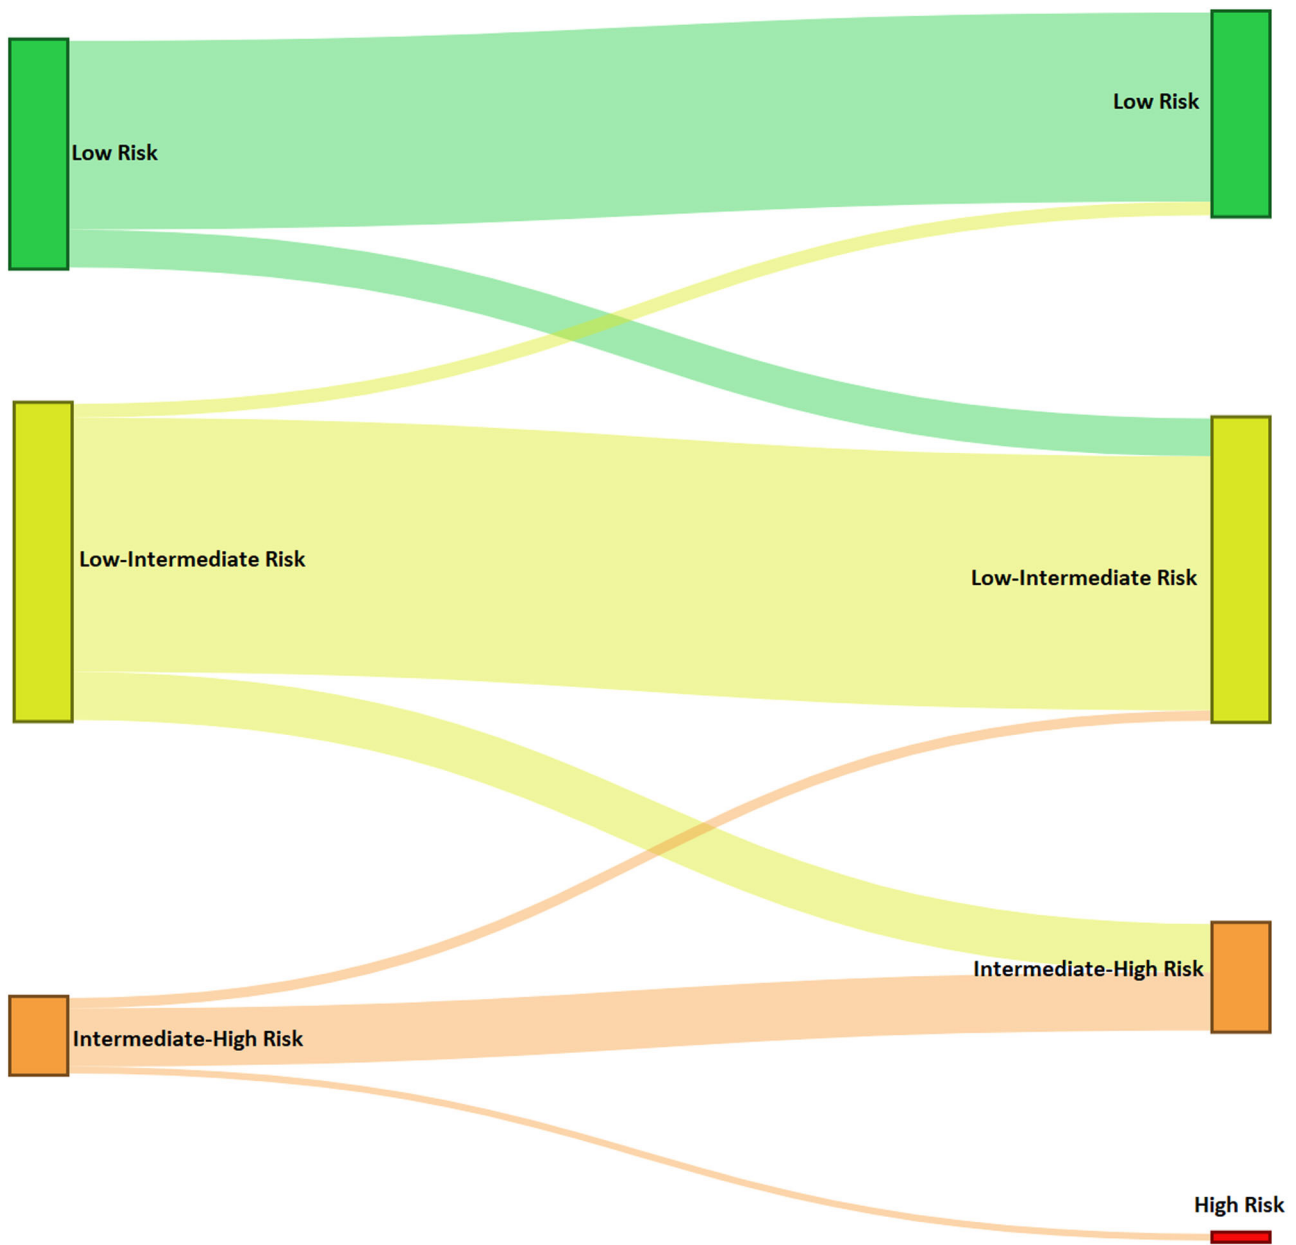 Low Risk
Low Risk
Low-Intermediate Risk
Low-Intermediate Risk
Intermediate-High Risk
Intermediate-High Risk
High Risk